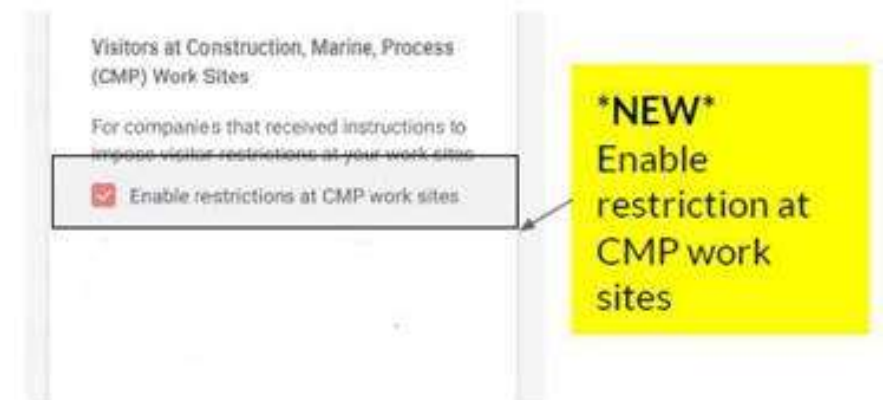 Visitors at Construction, Marine, Process
(CMP) Work Sites
For companies that received instructions to
impose visitor restrictions at your work sites
Enable restrictions at CMP work sites
*NEW*
Enable
restriction at
CMP work
sites